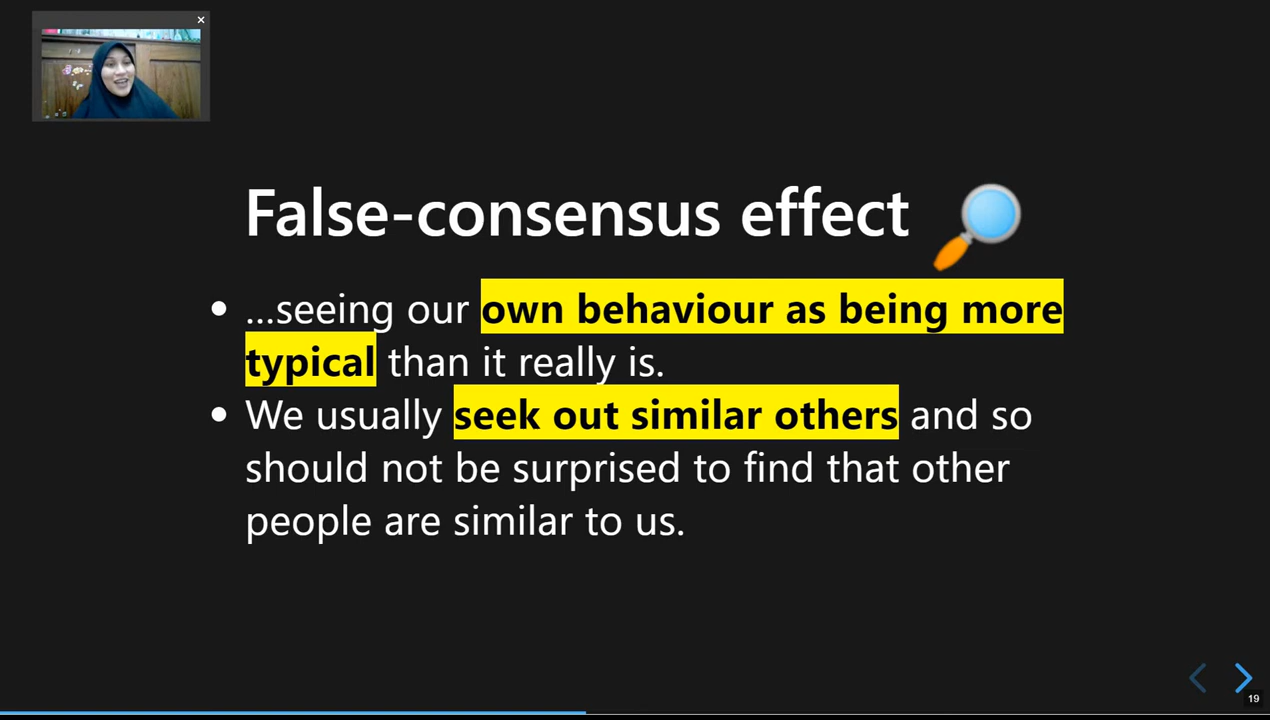 False-consensus effect
• ...seeing our own behaviour as being more
typical than it really is.
• We usually seek out similar others and so
should not be surprised to find that other
people are similar to us.
19